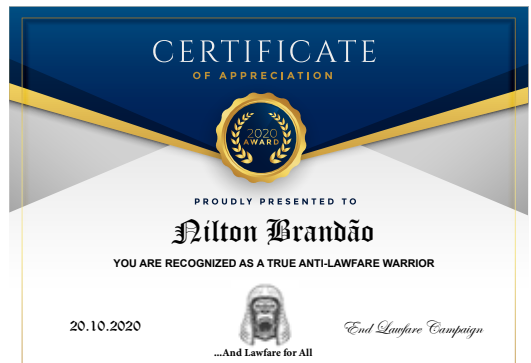 CERTIFICATE
OF APPRECIATION
2020
AWARD
PROUDLY PRESENTED TO
Nilton Brandão
YOU ARE RECOGNIZED AS A TRUE ANTI-LAWFARE WARRIOR
20.10.2020
End Lawfare Campaign
...And Lawfare for All